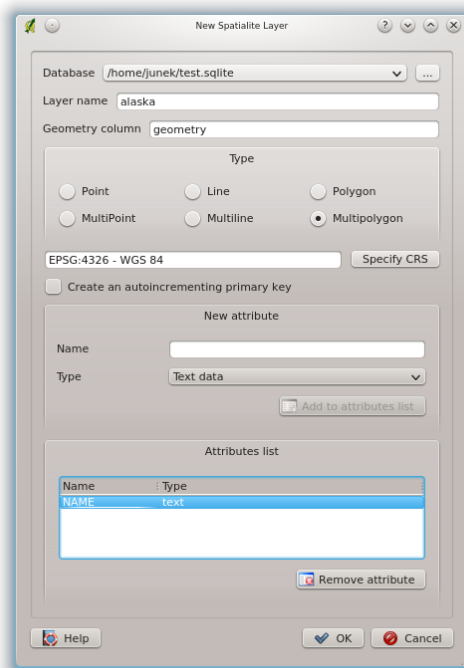 New Spatialite Layer
Database /home/junek/test.sqlite ...
Layer name alaska
Geometry column geometry
Type
Point Line Polygon
MultiPoint Multiline Multipolygon
EPSG:4326 - WGS 84 Specify CRS
Create an autoincrementing primary key
New attribute
Name
Type Text data
Add to attributes list
Attributes list
Name Type
NAME text
Remove attribute
Help OK Cancel